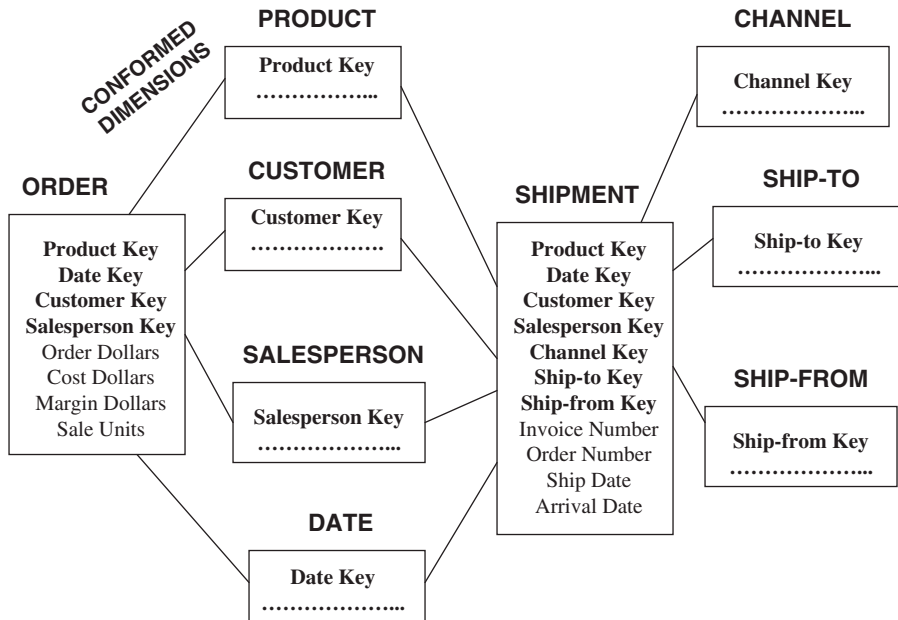 CONFORMED
DIMENSIONS
PRODUCT
Product Key
……………...
CUSTOMER
Customer Key
……………….
SALESPERSON
Salesperson Key
………………...
DATE
Date Key
………………...
ORDER
Product Key
Date Key
Customer Key
Salesperson Key
Order Dollars
Cost Dollars
Margin Dollars
Sale Units
SHIPMENT
Product Key
Date Key
Customer Key
Salesperson Key
Channel Key
Ship-to Key
Ship-from Key
Invoice Number
Order Number
Ship Date
Arrival Date
CHANNEL
Channel Key
………………...
SHIP-TO
Ship-to Key
………………...
SHIP-FROM
Ship-from Key
………………...